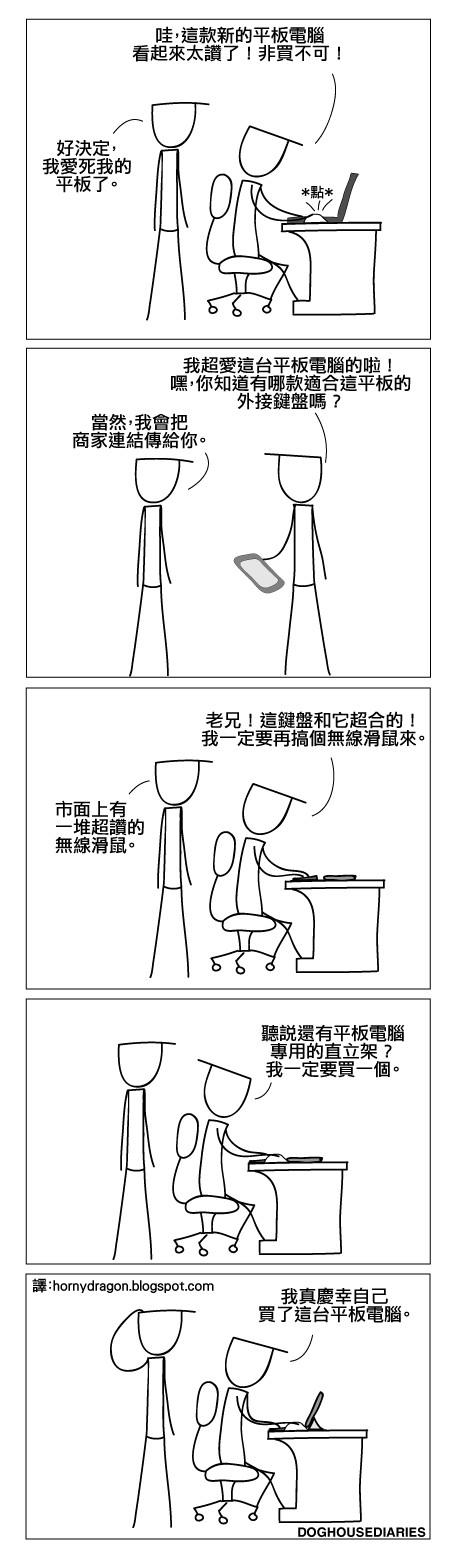 哇,這款新的平板電腦
看起來太讚了！非買不可！
好決定,
我愛死我的
平板了。
*點*
我超愛這台平板電腦的啦！
嘿,你知道有哪款適合這平板的
外接鍵盤嗎？
當然,我會把
商家連結傳給你。
老兄！這鍵盤和它超合的！
我一定要再搞個無線滑鼠來。
市面上有
一堆超讚的
無線滑鼠。
聽説還有平板電腦
專用的直立架？
我一定要買一個。
譯:hornydragon.blogspot.com
我真慶幸自己
買了這台平板電腦。
DOGHOUSEDIARIES